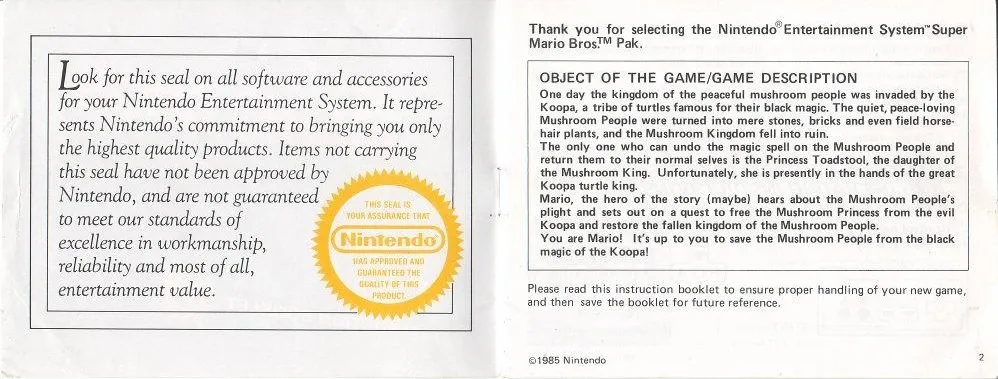 Look for this seal on all software and accessories
for your Nintendo Entertainment System. It repre-
sents Nintendo's commitment to bringing you only
the highest quality products. Items not carrying
this seal have not been approved by
Nintendo, and are not guaranteed
to meet our standards of
excellence in workmanship,
reliability and most of all,
entertainment value.
THIS SEAL IS
YOUR ASSURANCE THAT
Nintendo
HAS APPROVED AND
GUARANTEED THE
QUALITY OF THIS
PRODUCT.
Thank you for selecting the Nintendo® Entertainment System™ Super
Mario Bros.™ Pak.
OBJECT OF THE GAME/GAME DESCRIPTION
One day the kingdom of the peaceful mushroom people was invaded by the
Koopa, a tribe of turtles famous for their black magic. The quiet, peace-loving
Mushroom People were turned into mere stones, bricks and even field horse-
hair plants, and the Mushroom Kingdom fell into ruin.
The only one who can undo the magic spell on the Mushroom People and
return them to their normal selves is the Princess Toadstool, the daughter of
the Mushroom King. Unfortunately, she is presently in the hands of the great
Koopa turtle king.
Mario, the hero of the story (maybe) hears about the Mushroom People's
plight and sets out on a quest to free the Mushroom Princess from the evil
Koopa and restore the fallen kingdom of the Mushroom People.
You are Mario! It's up to you to save the Mushroom People from the black
magic of the Koopa!
Please read this instruction booklet to ensure proper handling of your new game,
and then save the booklet for future reference.
©1985 Nintendo
2